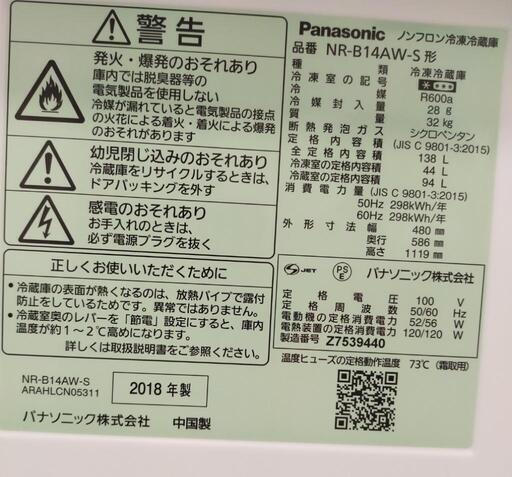 警告
発火・爆発のおそれあり
庫内では脱臭器等の
電気製品を使用しない
冷媒が漏れていると電気製品の接点
の火花による着火・着火による爆発
のおそれあり
幼児閉じ込みのおそれあり
冷蔵庫をリサイクルするときは、
ドアパッキングを外す
感電のおそれあり
お手入れのときは、
必ず電源プラグを抜く
正しくお使いいただくために
●冷蔵庫の表面が熱くなるのは、放熱パイプで露付
防止をしているためです。異常ではありません。
●冷蔵室奥のレバーを「節電」設定にすると、庫内
温度が約1〜2℃高めになります。
詳しくは取扱説明書をご覧ください。
NR-B14AW-S
ARAHLCN05311
2018年製
パナソニック株式会社 中国製
Panasonic ノンフロン冷凍冷蔵庫
品番 NR-B14AW-S形
種類 冷凍冷蔵庫
冷凍室の記号
冷媒 R600a
冷媒封入量 28 g
質量 32 kg
断熱発泡ガス シクロペンタン
定格内容積 (JIS C 9801-3:2015)
全定格内容積 138 L
冷凍室の定格内容積 44 L
冷蔵室の定格内容積 94 L
消費電力量(JIS C 9801-3:2015)
50Hz 298kWh/年
60Hz 298kWh/年
外形寸法 幅 480 mm
奥行 586 mm
高さ 1119 mm
JET PSE パナソニック株式会社
定格電圧 100 V
定格周波数 50/60 Hz
電動機の定格消費電力 52/56 W
電熱装置の定格消費電力 120/120 W
製造番号 Z7539440
温度ヒューズの定格動作温度 73℃(霜取用)